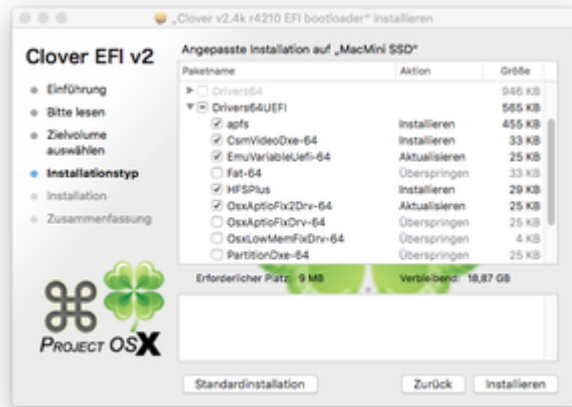 „Clover v2.4k r4210 EFI bootloader“ installieren
Clover EFI v2
Angepasste Installation auf „MacMini SSD“
Einführung
Bitte lesen
Zielvolume auswählen
Installationstyp
Installation
Zusammenfassung
Paketname Aktion Größe
Drivers64 946 KB
Drivers64UEFI 565 KB
apfs Installieren 455 KB
CsmVideoDxe-64 Installieren 33 KB
EmuVariableUefi-64 Aktualisieren 25 KB
Fat-64 Überspringen 33 KB
HFSPlus Installieren 29 KB
OsxAptioFix2Drv-64 Aktualisieren 25 KB
OsxAptioFixDrv-64 Überspringen 25 KB
OsxLowMemFixDrv-64 Überspringen 4 KB
PartitionDxe-64 Überspringen 25 KB
Erforderlicher Platz: 9 MB Verbleibend: 18,87 GB
PROJECT OSX
Standardinstallation Zurück Installieren